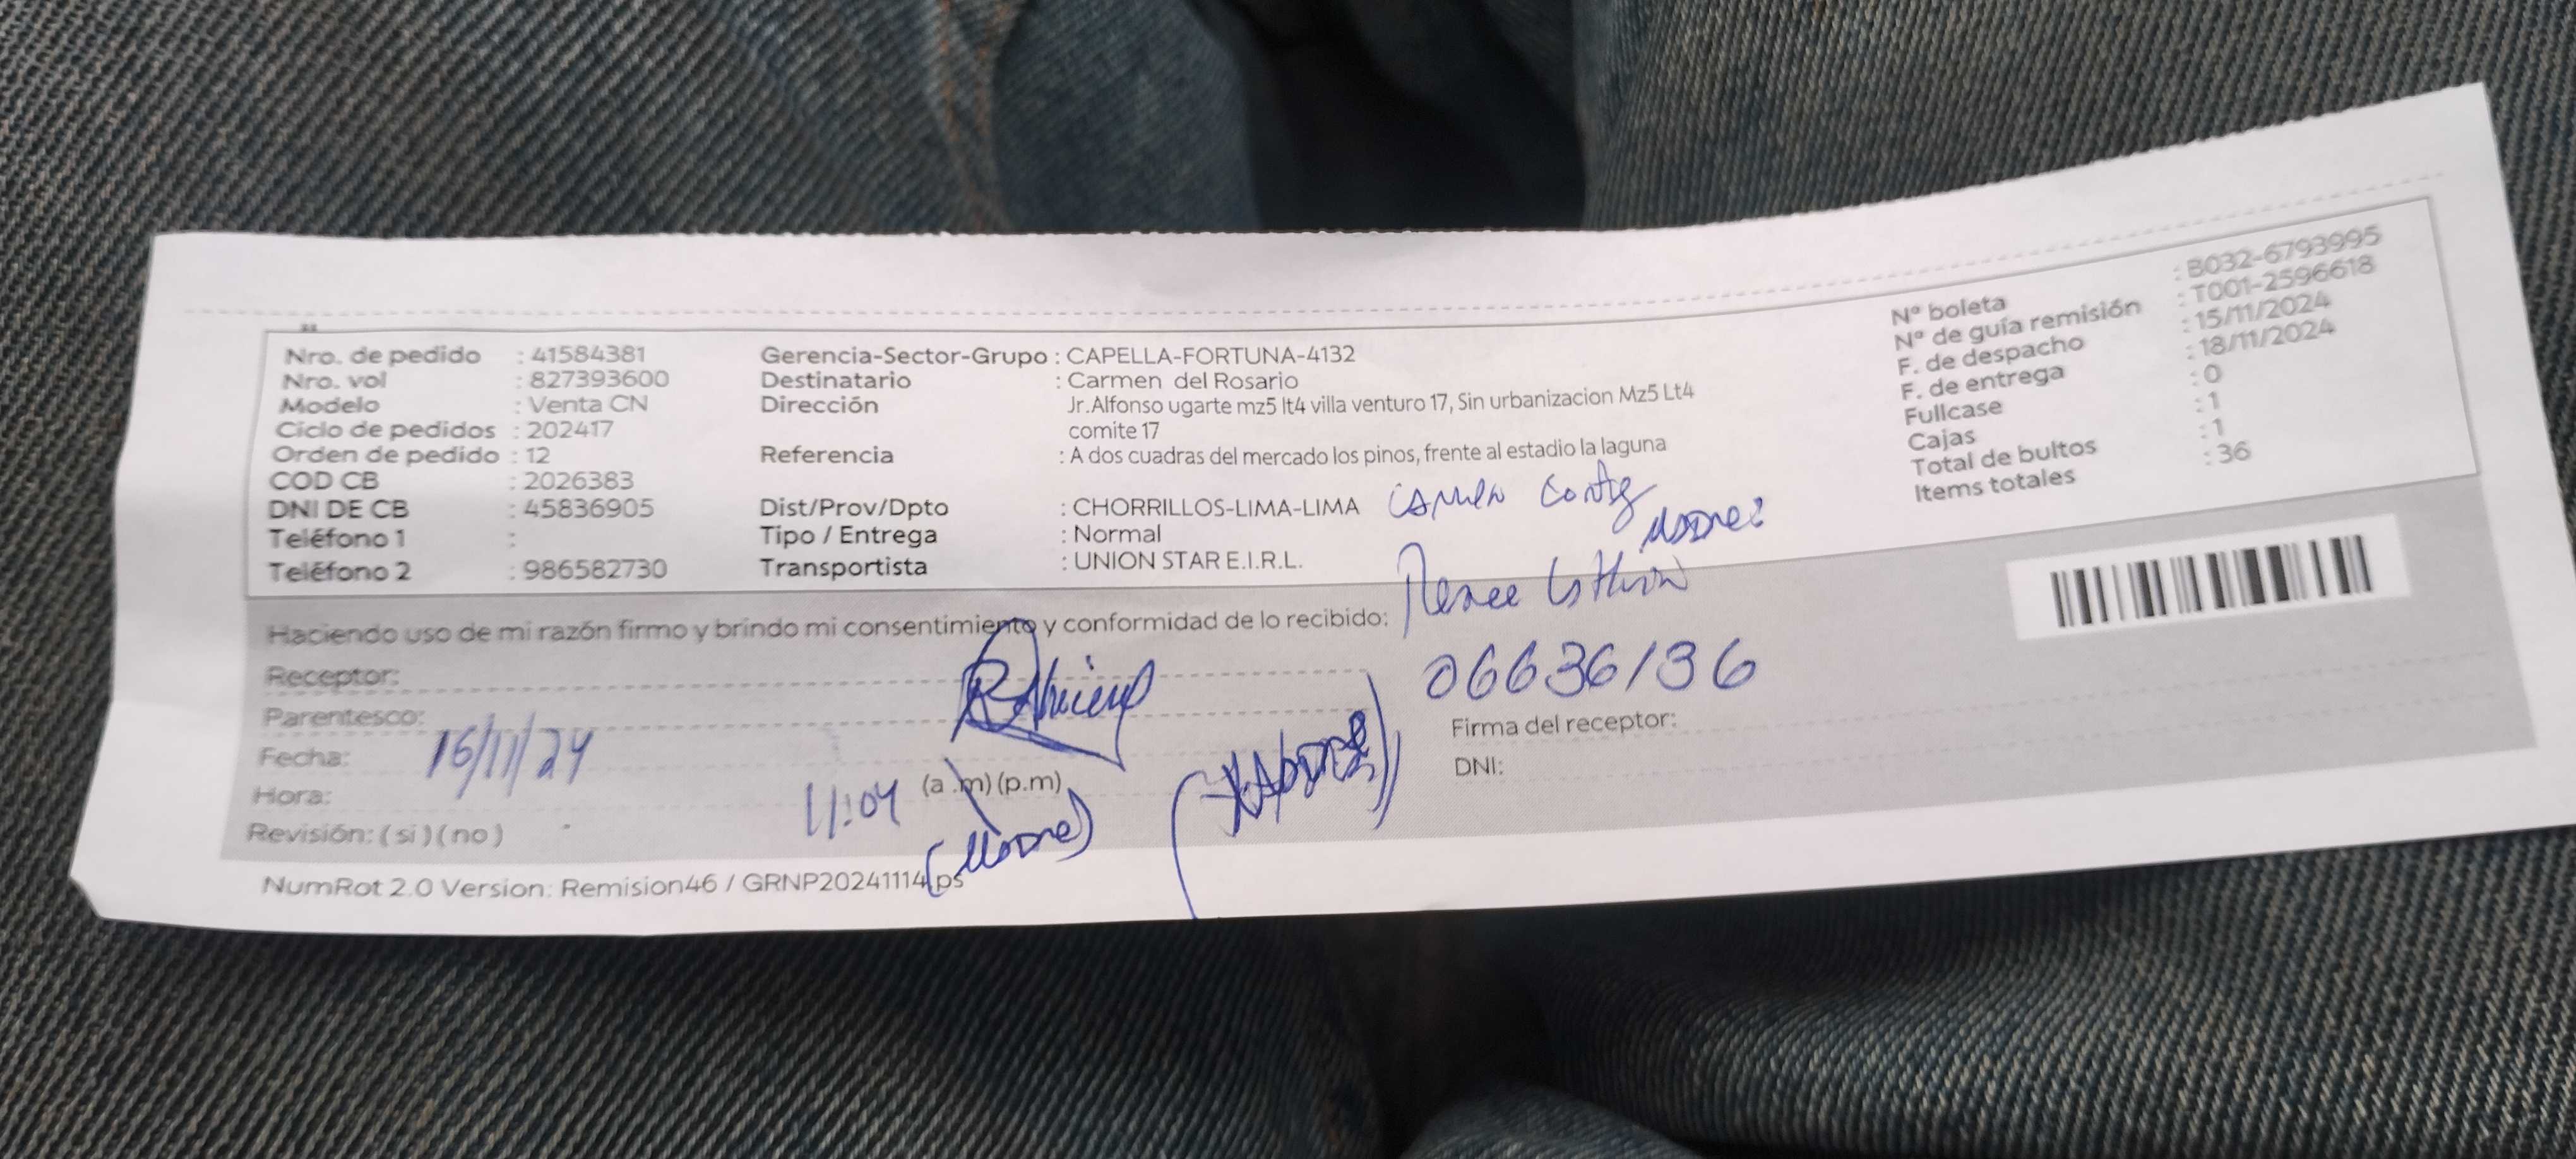 Nro. de pedido : 41584381
Nro. vol : 827393600
Modelo : Venta CN
Ciclo de pedidos : 202417
Orden de pedido : 12
COD CB : 2026383
DNI DE CB : 45836905
Teléfono 1 :
Teléfono 2 : 986582730
Gerencia-Sector-Grupo : CAPELLA-FORTUNA-4132
Destinatario : Carmen del Rosario
Dirección Jr.Alfonso ugarte mz5 lt4 villa venturo 17, Sin urbanizacion Mz5 Lt4
comite 17
Referencia : A dos cuadras del mercado los pinos, frente al estadio la laguna
Dist/Prov/Dpto : CHORRILLOS-LIMA-LIMA
Tipo / Entrega : Normal
Transportista : UNION STAR E.I.R.L.
Nº boleta : B032-6793995
Nº de guía remisión : T001-2596618
F. de despacho : 15/11/2024
F. de entrega : 18/11/2024
Fullcase : 0
Cajas : 1
Total de bultos : 1
Items totales : 36
Carmen
Haciendo uso de mi razón firmo y brindo mi consentimiento y conformidad de lo recibido:
Receptor:
Parentesco:
Fecha: 16/11/24
Hora: 11:04 (a.m) (p.m)
Revisión: ( si ) ( no )
(Madre)
06636136
Firma del receptor:
DNI:
NumRot 2.0 Version: Remision46 / GRNP20241114.ps